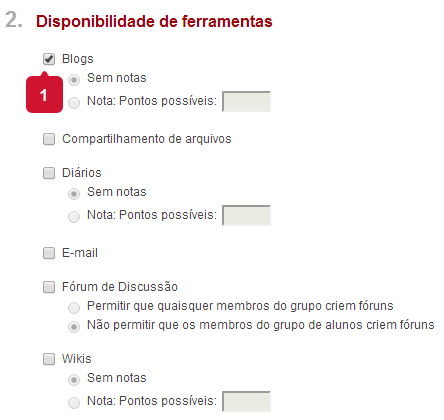 2. Disponibilidade de ferramentas
Blogs
Sem notas
1
Nota: Pontos possíveis:
Compartilhamento de arquivos
Diários
Sem notas
Nota: Pontos possíveis:
E-mail
Fórum de Discussão
Permitir que quaisquer membros do grupo criem fóruns
Não permitir que os membros do grupo de alunos criem fóruns
Wikis
Sem notas
Nota: Pontos possíveis: